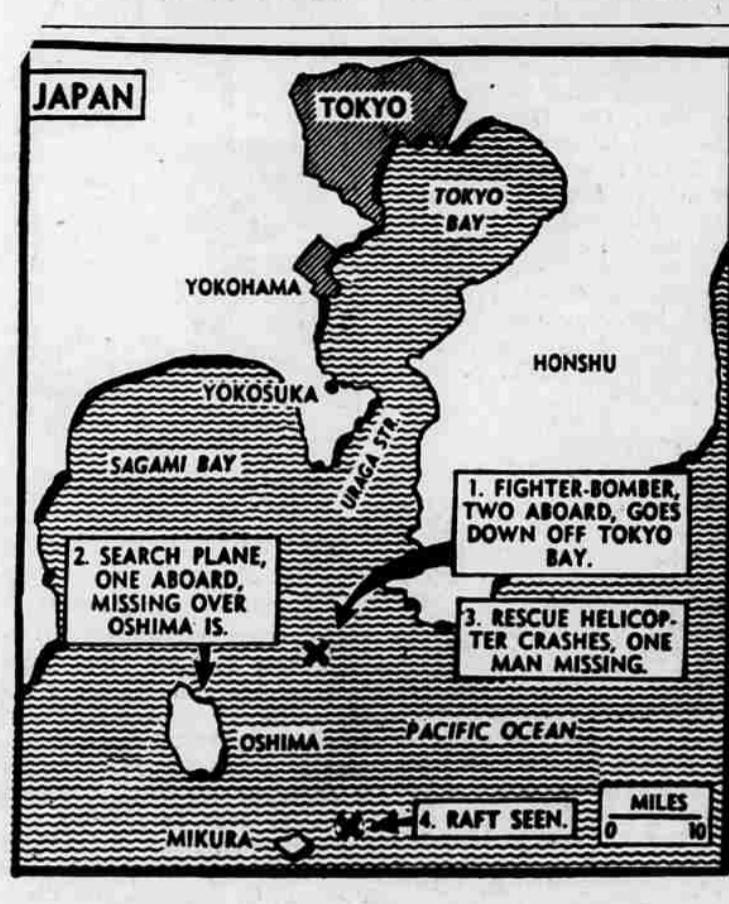 JAPAN
TOKYO
TOKYO
BAY
YOKOHAMA
HONSHU
YOKOSUKA
SAGAMI BAY
URAGA STR.
1. FIGHTER-BOMBER,
TWO ABOARD, GOES
DOWN OFF TOKYO
BAY.
2. SEARCH PLANE,
ONE ABOARD,
MISSING OVER
OSHIMA IS.
3. RESCUE HELICOP-
TER CRASHES, ONE
MAN MISSING.
OSHIMA
PACIFIC OCEAN
4. RAFT SEEN.
MIKURA
MILES
0 10